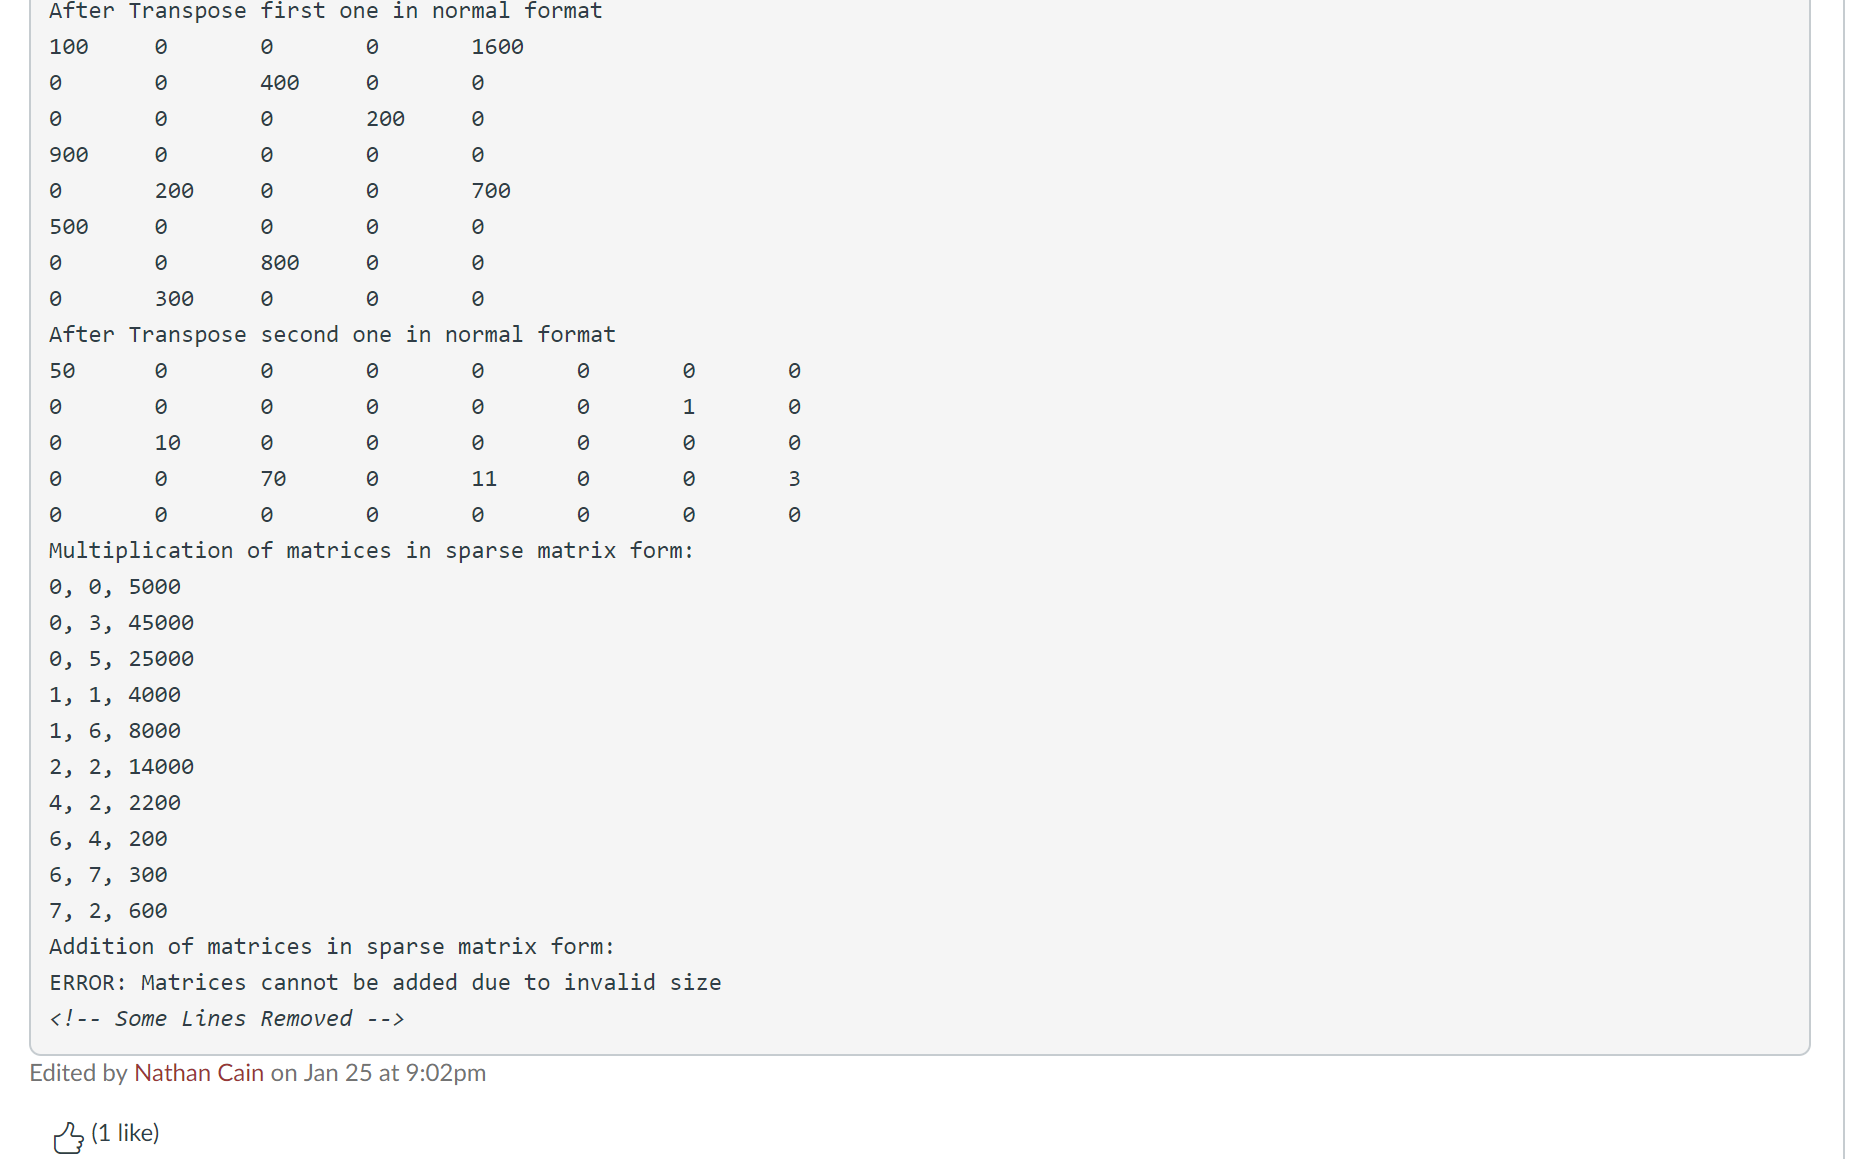 After Transpose first one in normal format
100 0 0 0 1600
0 0 400 0 0
0 0 0 200 0
900 0 0 0 0
0 200 0 0 700
500 0 0 0 0
0 0 800 0 0
0 300 0 0 0
After Transpose second one in normal format
50 0 0 0 0 0 0 0
0 0 0 0 0 0 1 0
0 10 0 0 0 0 0 0
0 0 70 0 11 0 0 3
0 0 0 0 0 0 0 0
Multiplication of matrices in sparse matrix form:
0, 0, 5000
0, 3, 45000
0, 5, 25000
1, 1, 4000
1, 6, 8000
2, 2, 14000
4, 2, 2200
6, 4, 200
6, 7, 300
7, 2, 600
Addition of matrices in sparse matrix form:
ERROR: Matrices cannot be added due to invalid size
<!-- Some Lines Removed -->
Edited by Nathan Cain on Jan 25 at 9:02pm
(1 like)